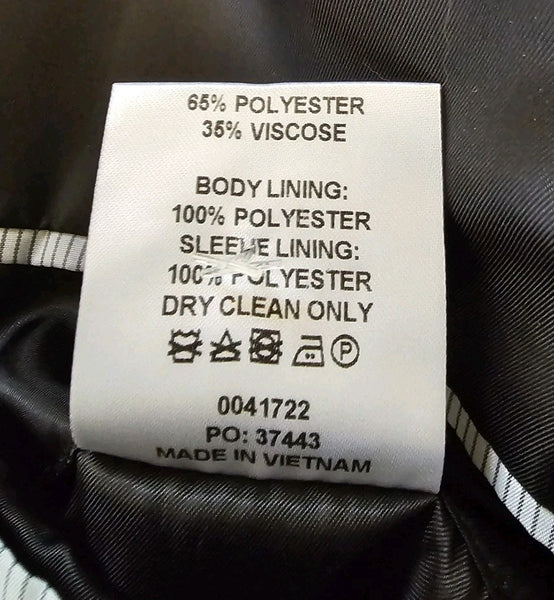 65% POLYESTER
35% VISCOSE
BODY LINING:
100% POLYESTER
SLEEVE LINING:
100% POLYESTER
DRY CLEAN ONLY
P
0041722
PO: 37443
MADE IN VIETNAM